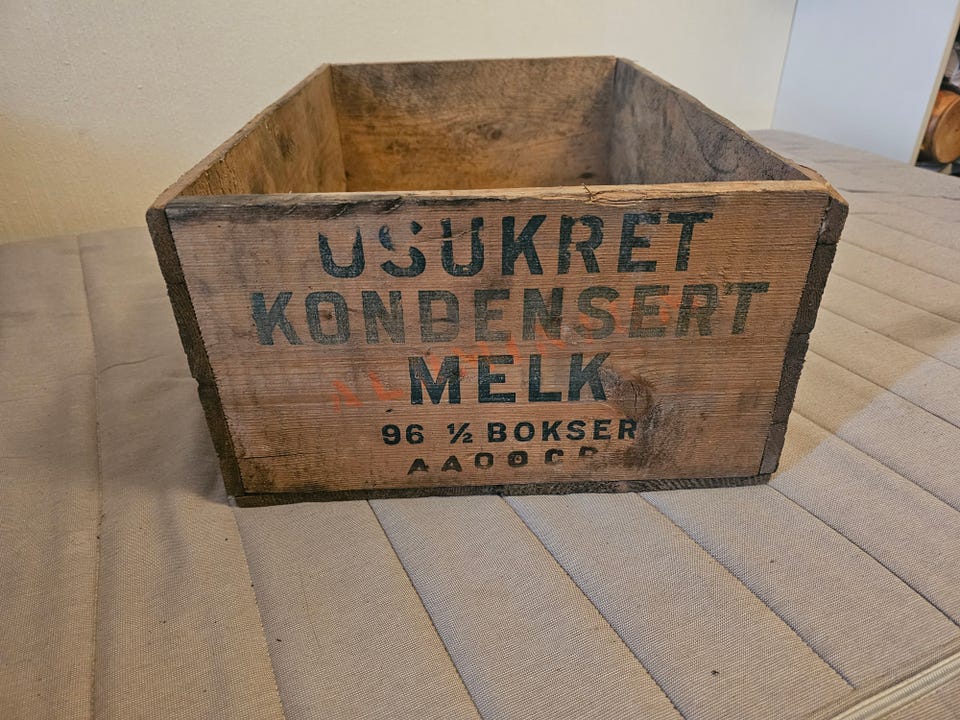 USUKRET
KONDENSERT
MELK
96 ½ BOKSER